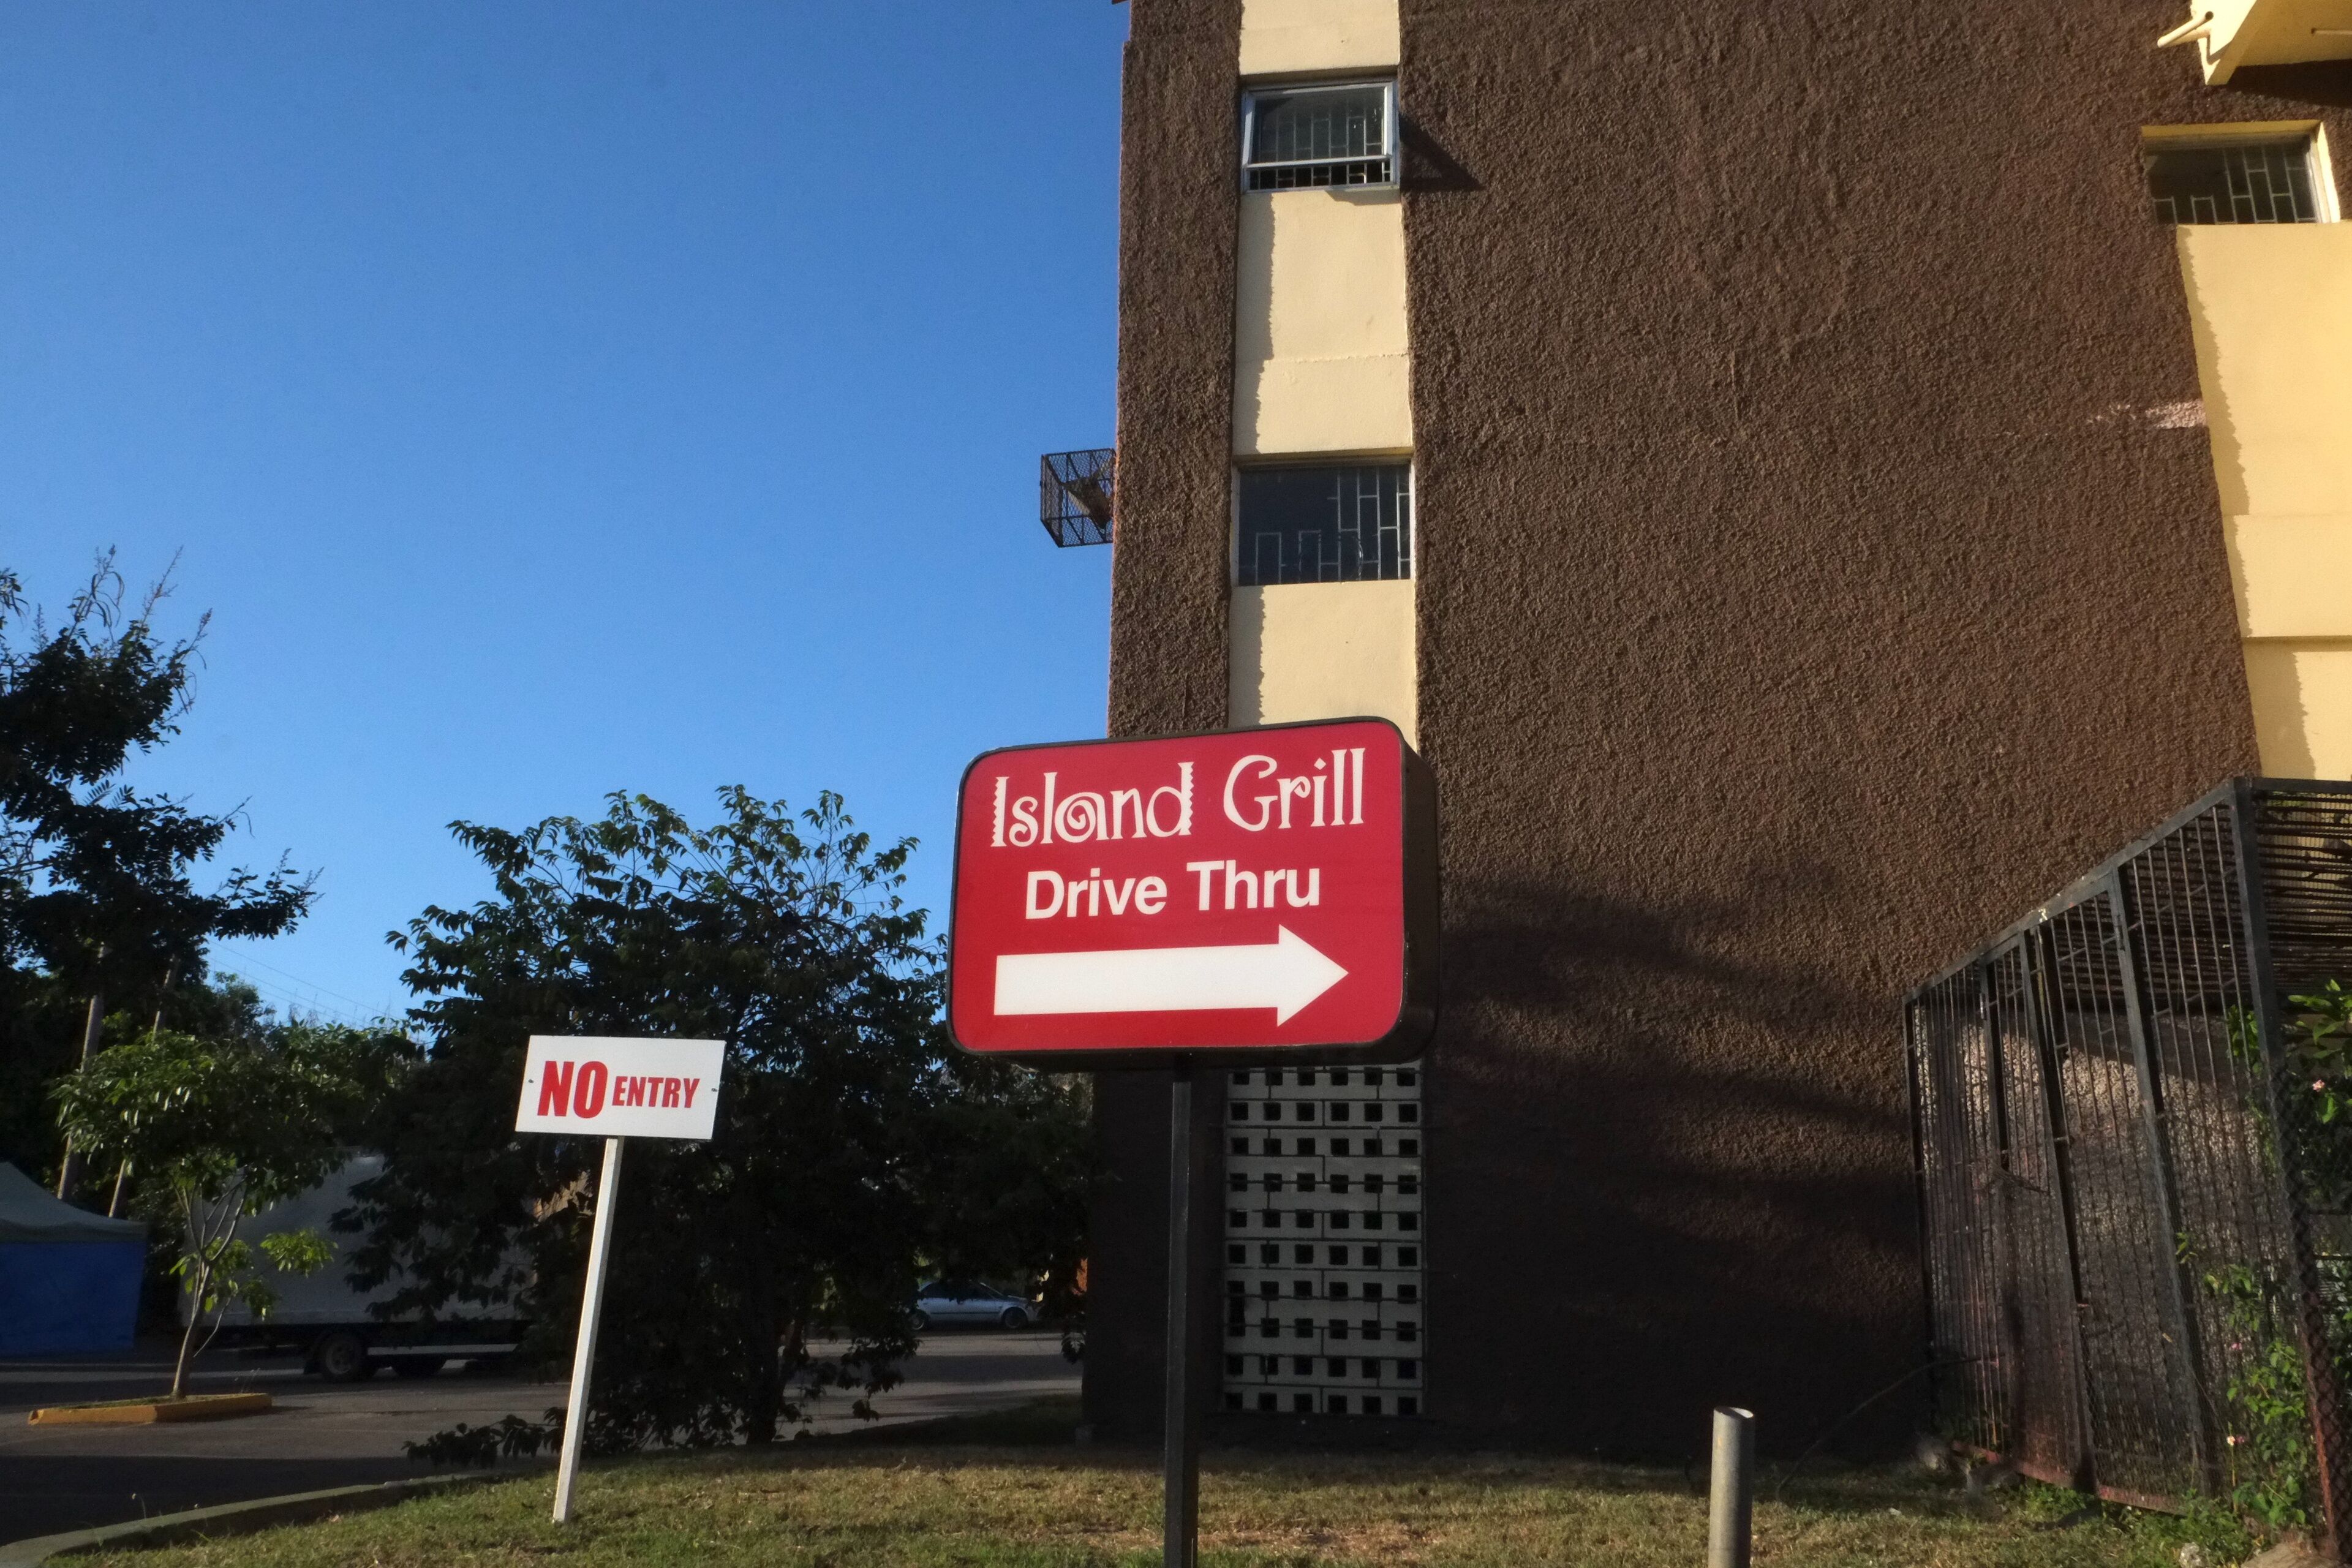 Island Grill
Drive Thru
NO ENTRY